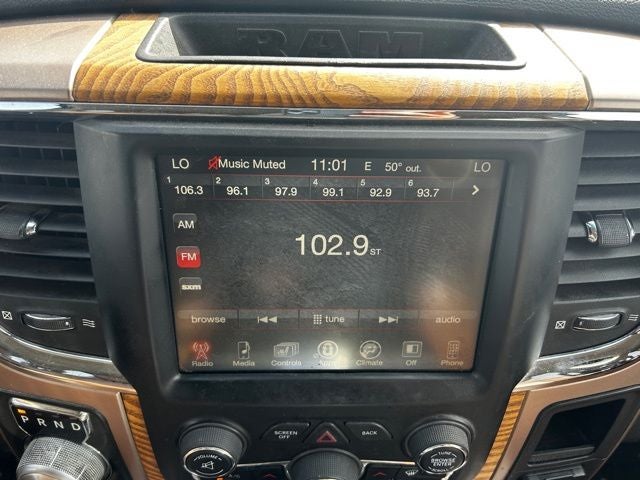 RAM
LO Music Muted 11:01 E 50° out. LO
1 106.3 2 96.1 3 97.9 4 99.1 5 92.9 6 93.7
AM
102.9 ST
FM
sxm
browse tune audio
Radio Media Controls Apps Climate Off Phone
P R N D
SCREEN OFF BACK
VOLUME
TUNE
BROWSE
ENTER
SCROLL